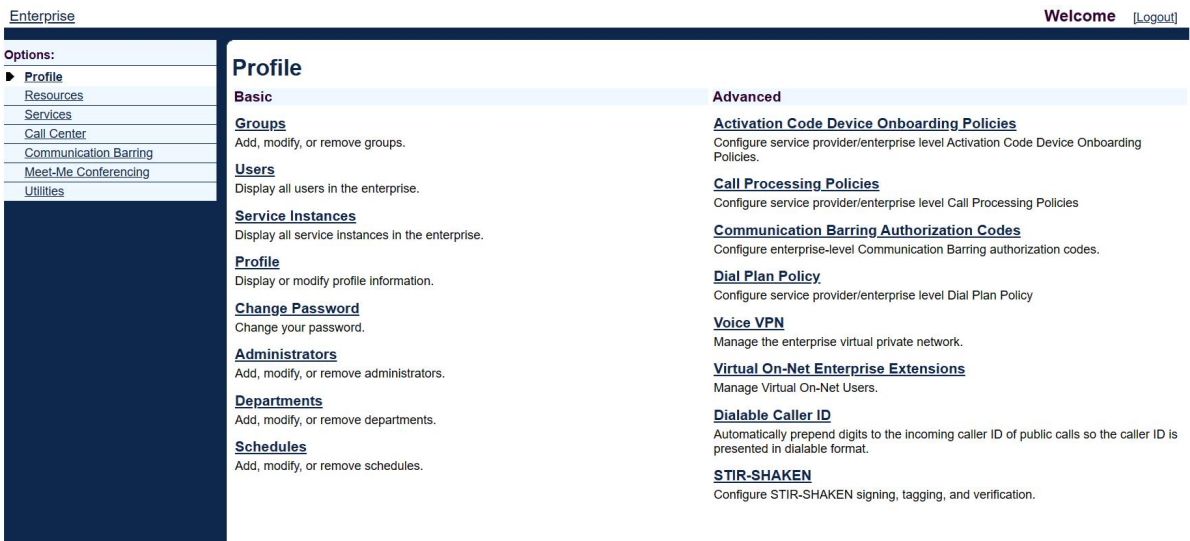 Enterprise
Welcome [Logout]
Options:
Profile
Resources
Services
Call Center
Communication Barring
Meet-Me Conferencing
Utilities
Profile
Basic
Groups
Add, modify, or remove groups.
Users
Display all users in the enterprise.
Service Instances
Display all service instances in the enterprise.
Profile
Display or modify profile information.
Change Password
Change your password.
Administrators
Add, modify, or remove administrators.
Departments
Add, modify, or remove departments.
Schedules
Add, modify, or remove schedules.
Advanced
Activation Code Device Onboarding Policies
Configure service provider/enterprise level Activation Code Device Onboarding
Policies.
Call Processing Policies
Configure service provider/enterprise level Call Processing Policies
Communication Barring Authorization Codes
Configure enterprise-level Communication Barring authorization codes.
Dial Plan Policy
Configure service provider/enterprise level Dial Plan Policy
Voice VPN
Manage the enterprise virtual private network.
Virtual On-Net Enterprise Extensions
Manage Virtual On-Net Users.
Dialable Caller ID
Automatically prepend digits to the incoming caller ID of public calls so the caller ID is
presented in dialable format.
STIR-SHAKEN
Configure STIR-SHAKEN signing, tagging, and verification.